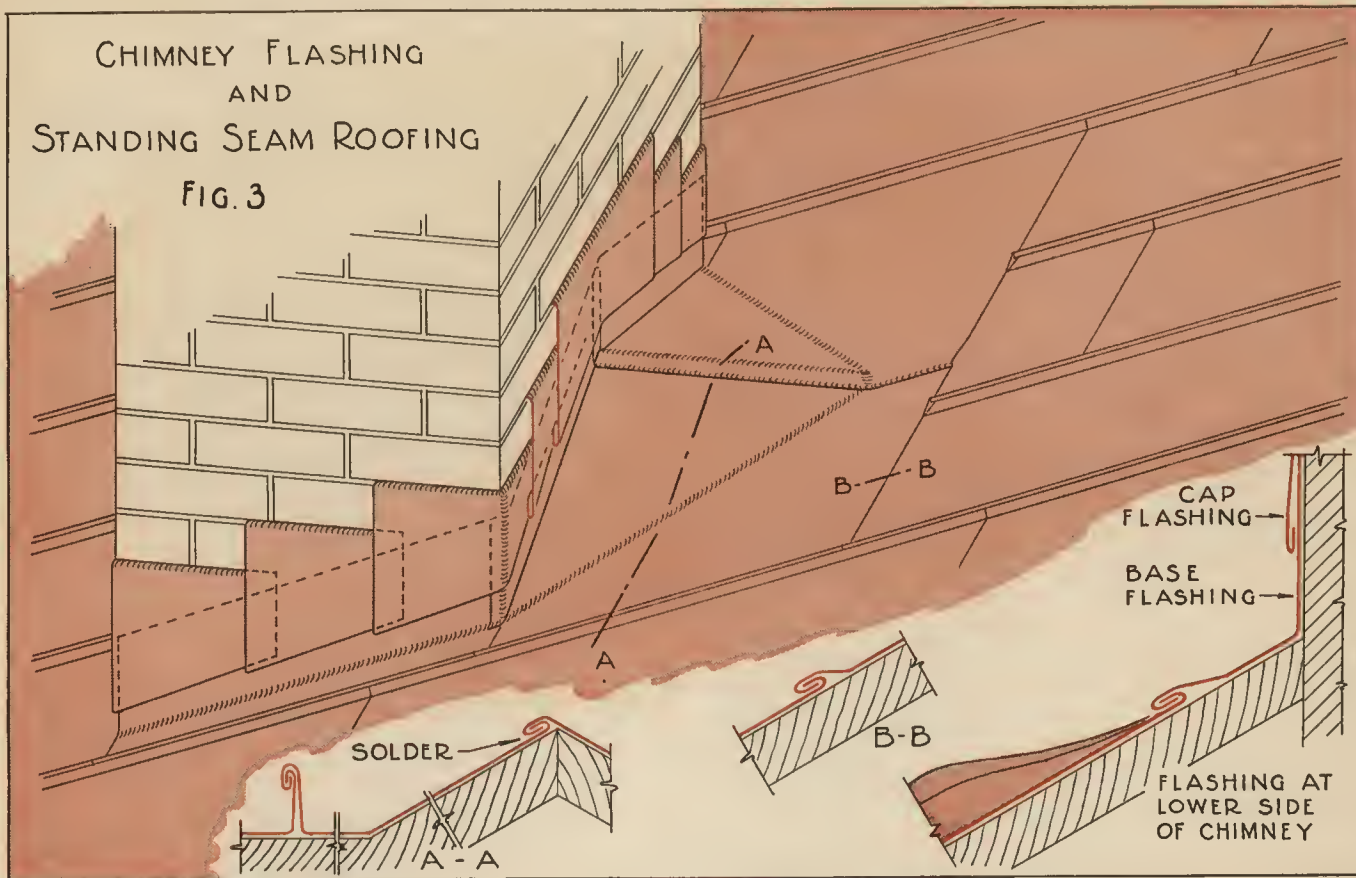 CHIMNEY FLASHING
AND
STANDING SEAM ROOFING
FIG. 3
A
B B
A
CAP
FLASHING
BASE
FLASHING
SOLDER
B-B
A - A
FLASHING AT
LOWER SIDE
OF CHIMNEY